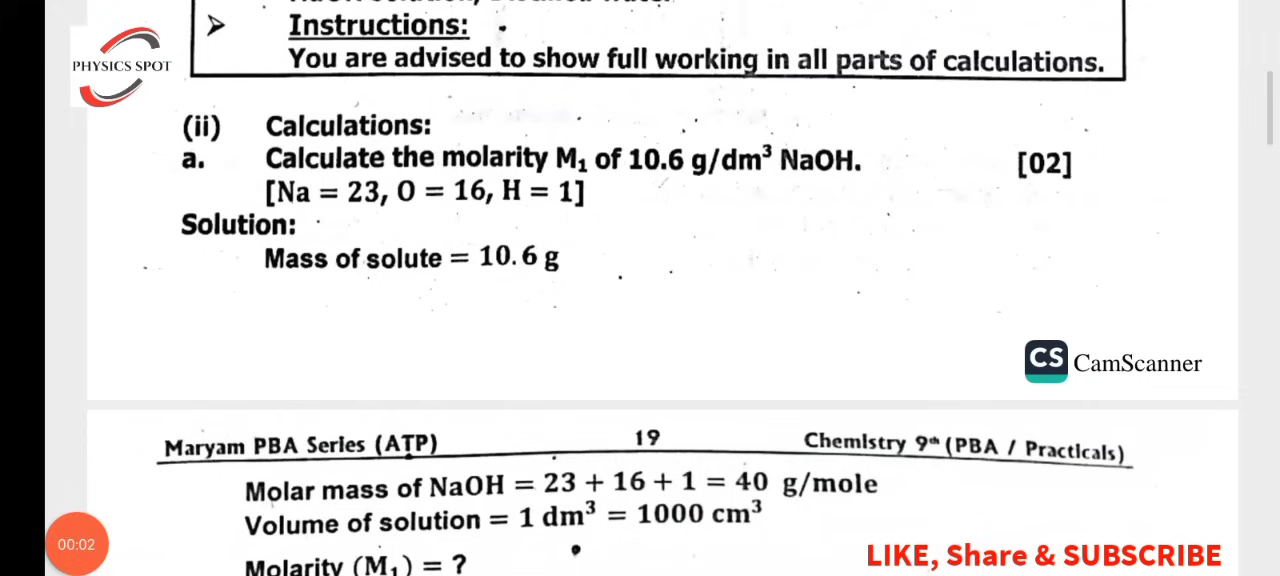 Instructions:
PHYSICS SPOT
You are advised to show full working in all parts of calculations.
(ii) Calculations:
a. Calculate the molarity M₁ of 10.6 g/dm³ NaOH. [02]
[Na = 23, O = 16, H = 1]
Solution:
Mass of solute = 10.6 g
CS CamScanner
Maryam PBA Series (ATP) 19 Chemistry 9th (PBA / Practicals)
Molar mass of NaOH = 23 + 16 + 1 = 40 g/mole
Volume of solution = 1 dm³ = 1000 cm³
00:02
LIKE, Share & SUBSCRIBE
Molarity (M₁) = ?